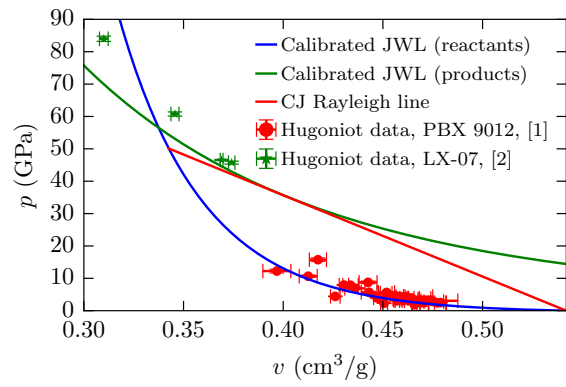 90
80
70
60
50
40
30
20
10
0
p (GPa)
Calibrated JWL (reactants)
Calibrated JWL (products)
CJ Rayleigh line
Hugoniot data, PBX 9012, [1]
Hugoniot data, LX-07, [2]
0.30 0.35 0.40 0.45 0.50
v (cm³/g)